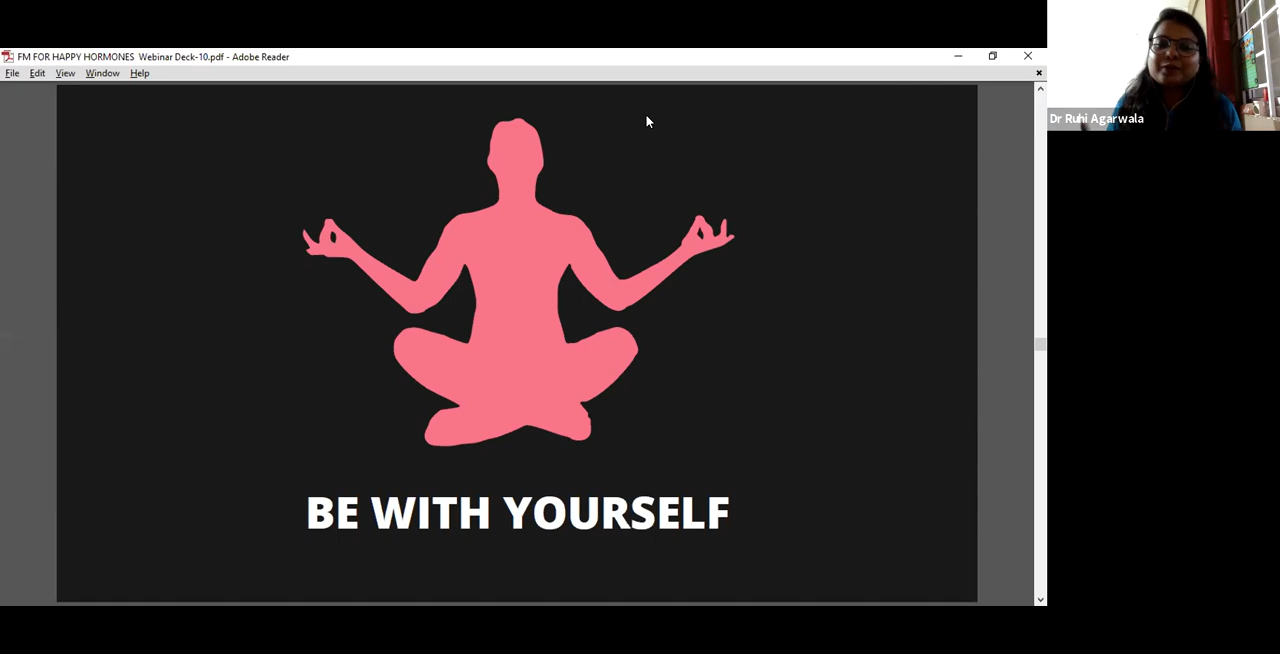 FM FOR HAPPY HORMONES  Webinar Deck-10.pdf - Adobe Reader
File Edit View Window Help
Dr Ruhi Agarwala
BE WITH YOURSELF